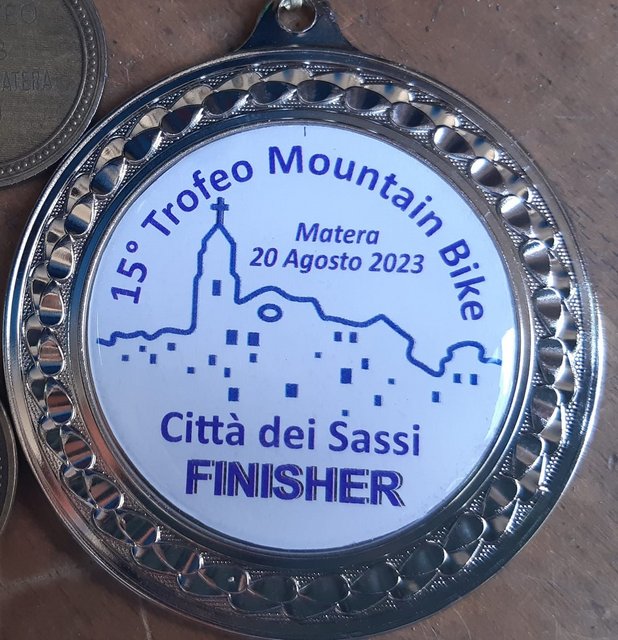 15° Trofeo Mountain Bike
Matera
20 Agosto 2023
Città dei Sassi
FINISHER